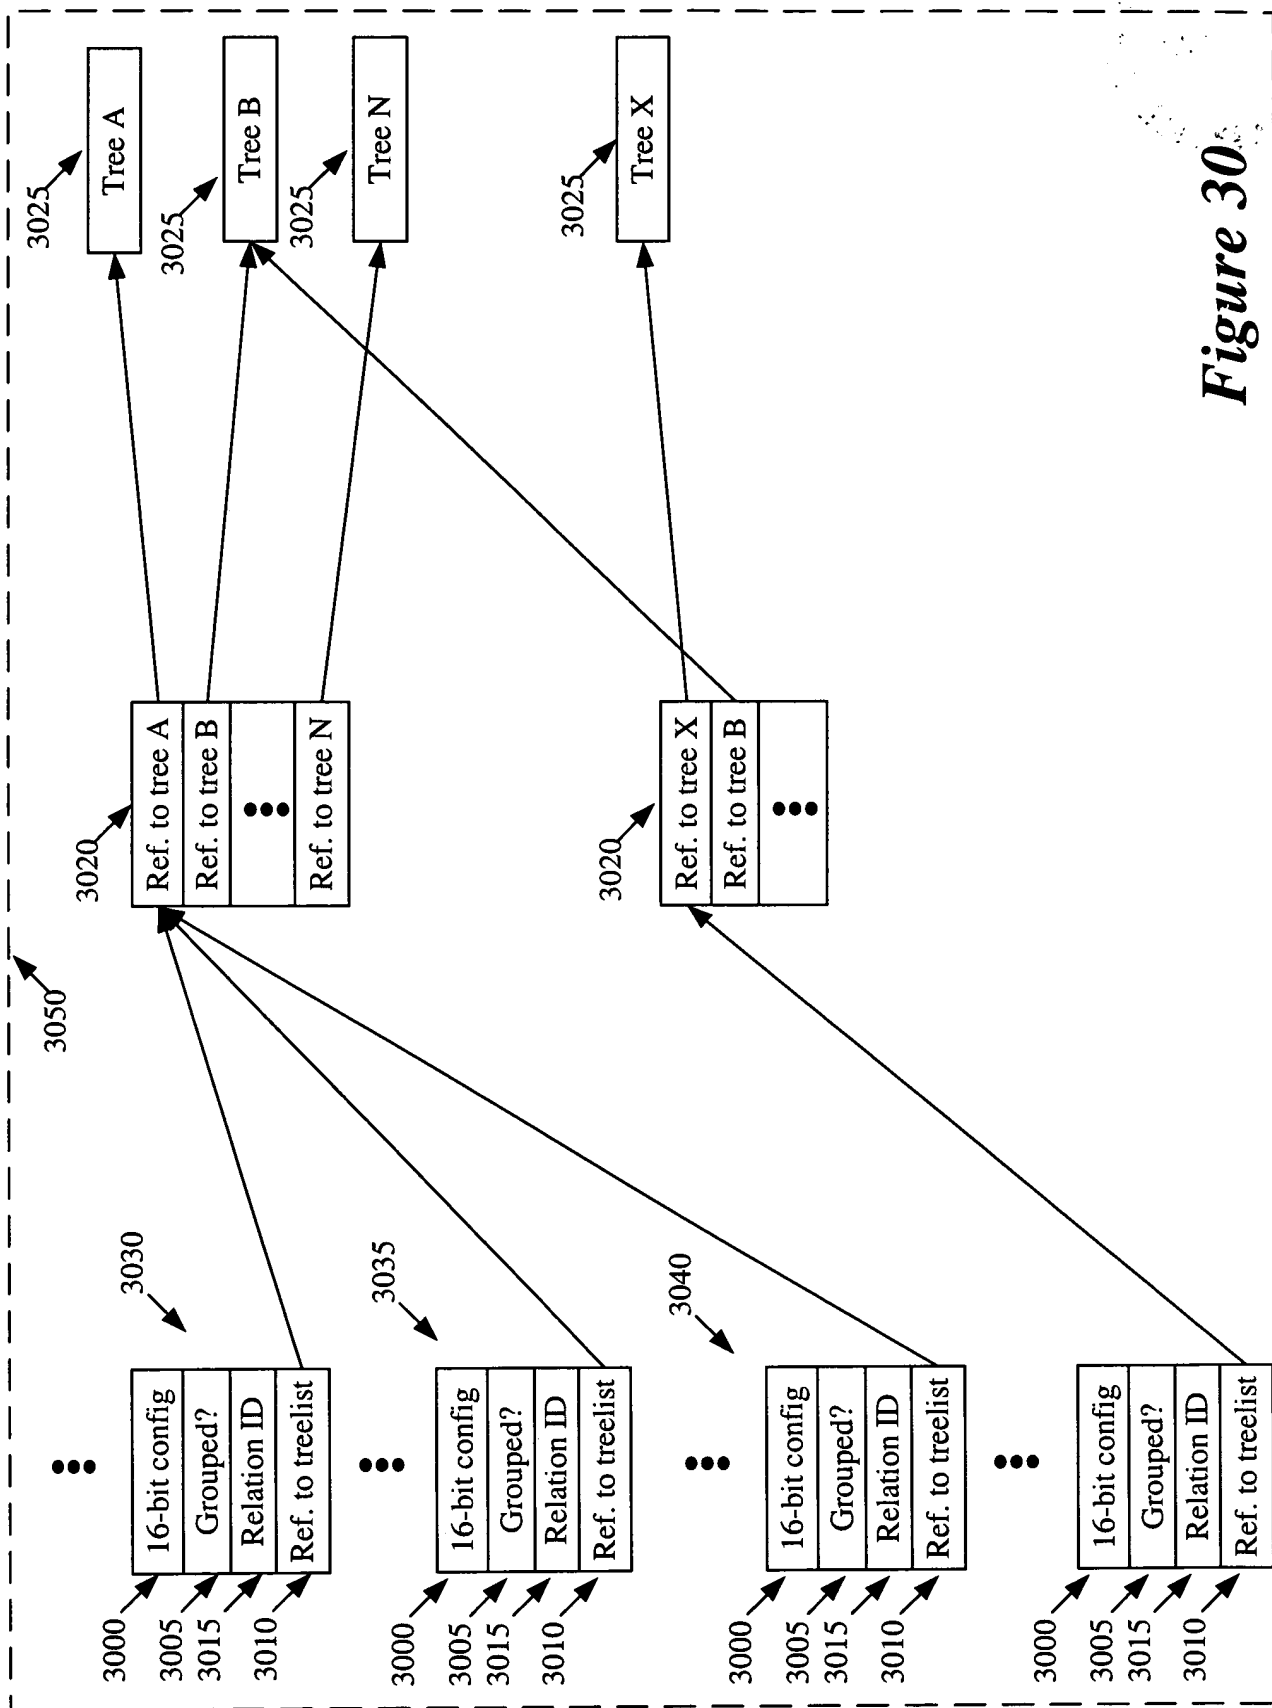 3050
3000
3005
3015
3010
16-bit config
Grouped?
Relation ID
Ref. to treelist
3030
3020
Ref. to tree A
Ref. to tree B
Ref. to tree N
3025
Tree A
3025
Tree B
3025
Tree N
3000
3005
3015
3010
16-bit config
Grouped?
Relation ID
Ref. to treelist
3035
3000
3005
3015
3010
16-bit config
Grouped?
Relation ID
Ref. to treelist
3040
3020
Ref. to tree X
Ref. to tree B
3025
Tree X
3000
3005
3015
3010
16-bit config
Grouped?
Relation ID
Ref. to treelist
Figure 30